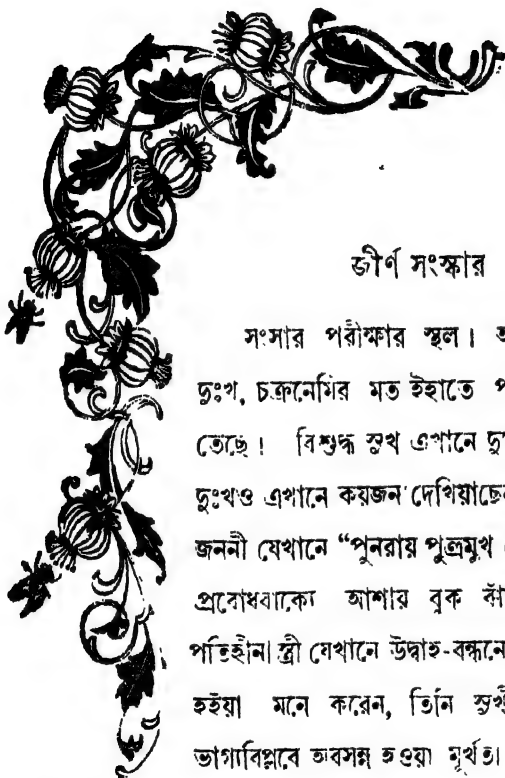 জীর্ণ সংস্কার
সংসার পরীক্ষার স্থল।
দুঃখ, চক্রনেমির মত ইহাতে প
তেছে। বিশুদ্ধ সুখ এখানে দু
দুঃখও এখানে কয়জন দেখিয়াছে
জননী যেখানে “পুনরায় পুত্রমুখ
প্রবোধবাক্যে আশায় বুক বাঁ
পতিহীনা স্ত্রী যেখানে উদ্বাহ-বন্ধনে
হইয়া মনে করেন, তিনি সুখী
ভাগ্যবিপ্লবে অবসন্ন হওয়া মূর্খতা।